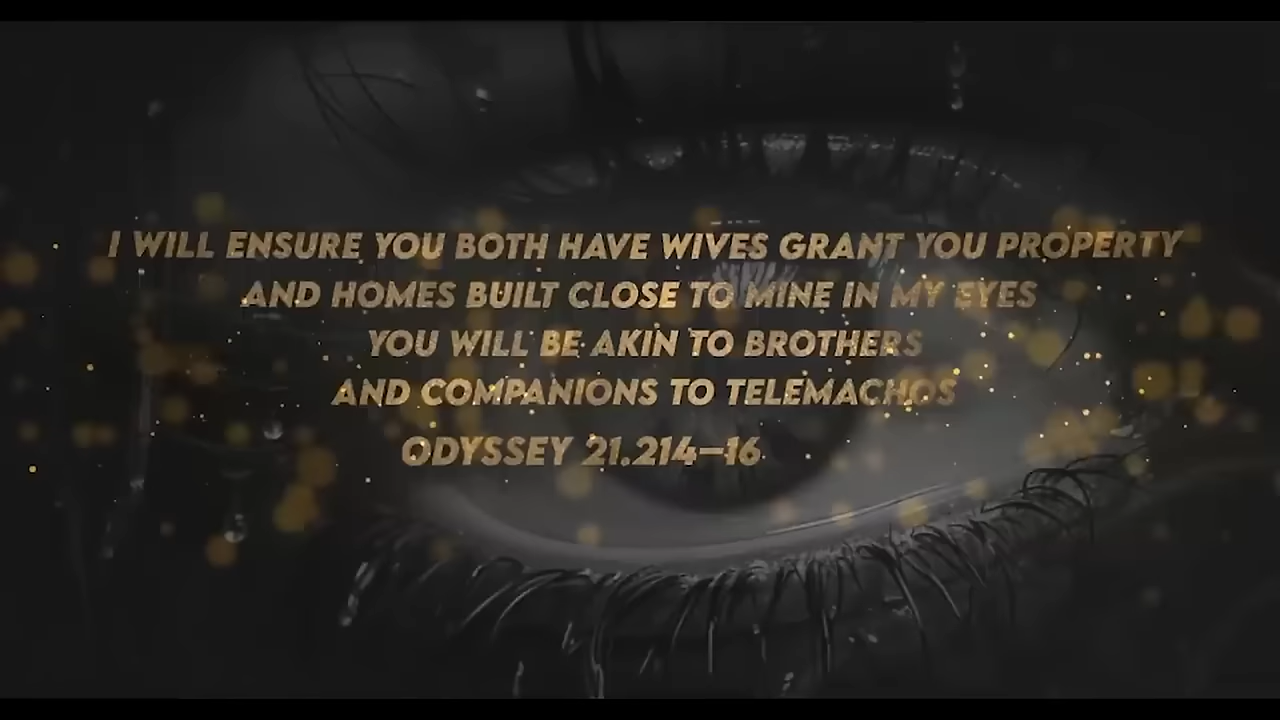 I WILL ENSURE YOU BOTH HAVE WIVES GRANT YOU PROPERTY
AND HOMES BUILT CLOSE TO MINE IN MY EYES
YOU WILL BE AKIN TO BROTHERS
AND COMPANIONS TO TELEMACHOS
ODYSSEY 21.214–16